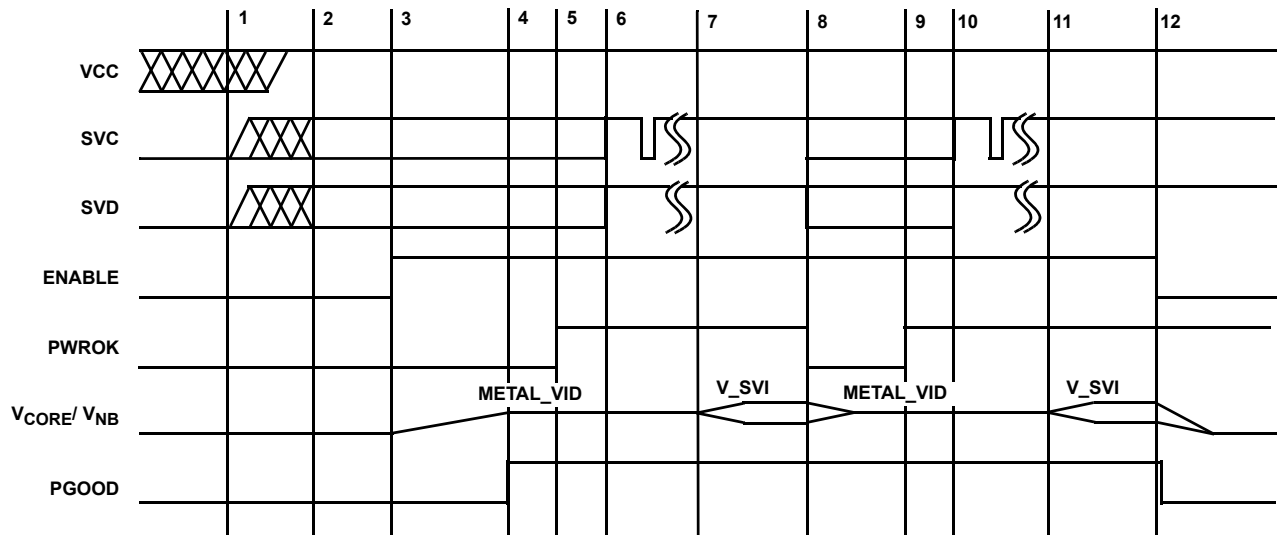 1 2 3 4 5 6 7 8 9 10 11 12
VCC
SVC
SVD
ENABLE
PWROK
METAL_VID V_SVI METAL_VID V_SVI
VCORE/ VNB
PGOOD